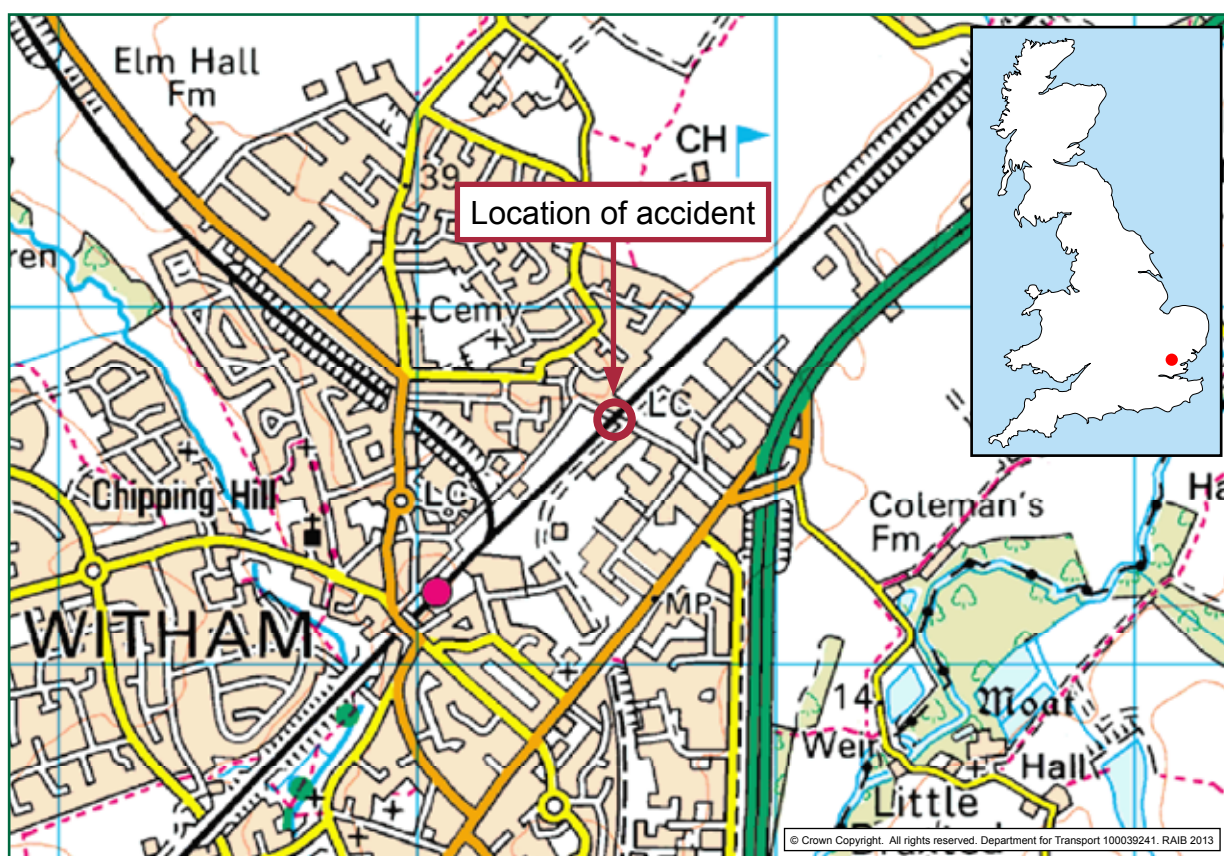 Elm Hall
Fm
CH
39
Location of accident
ren
Cemy
LC
Chipping Hill
LC
Coleman's
Fm
Ha
MP
WITHAM
14
Moat
Weir
Hall
Little
© Crown Copyright. All rights reserved. Department for Transport 100039241. RAIB 2013